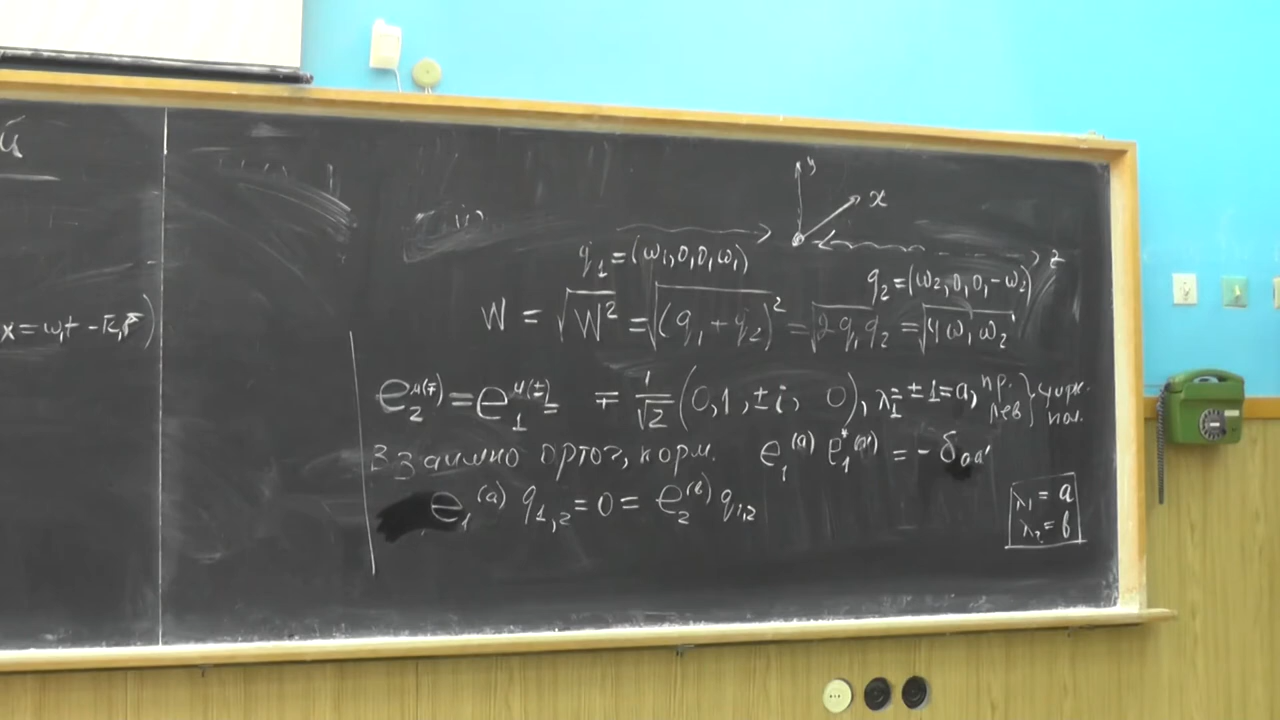 й
x = ω₁t − k⃗₁r⃗)
y
x
z
q₁ = (ω₁, 0, 0, ω₁)
q₂ = (ω₂, 0, 0, −ω₂)
W = √W² = √(q₁ + q₂)² = √2q₁q₂ = √4ω₁ω₂
e₂^μ(∓) = e₁^μ(±) = ∓ 1/√2 (0, 1, ±i, 0), λ₁ = ±1 = a, пр. лев } цирк. пол.
Взаимно ортог, норм. e₁^(a) e₁^*(a') = − δ_aa'
e₁^(a) q₁,₂ = 0 = e₂^(b) q₁,₂
λ₁ = a
λ₂ = b